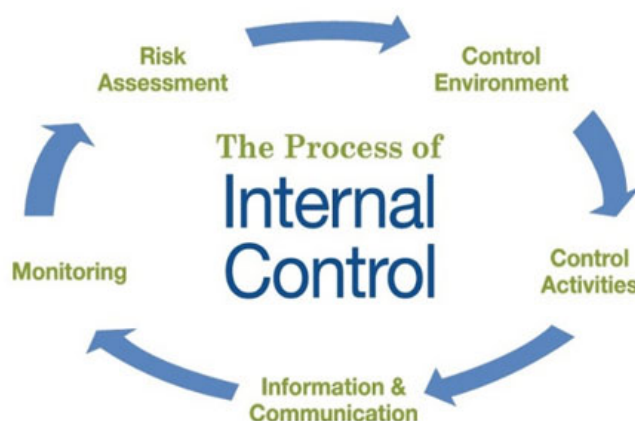 Risk
Assessment
Control
Environment
The Process of
Internal
Control
Monitoring
Control
Activities
Information &
Communication